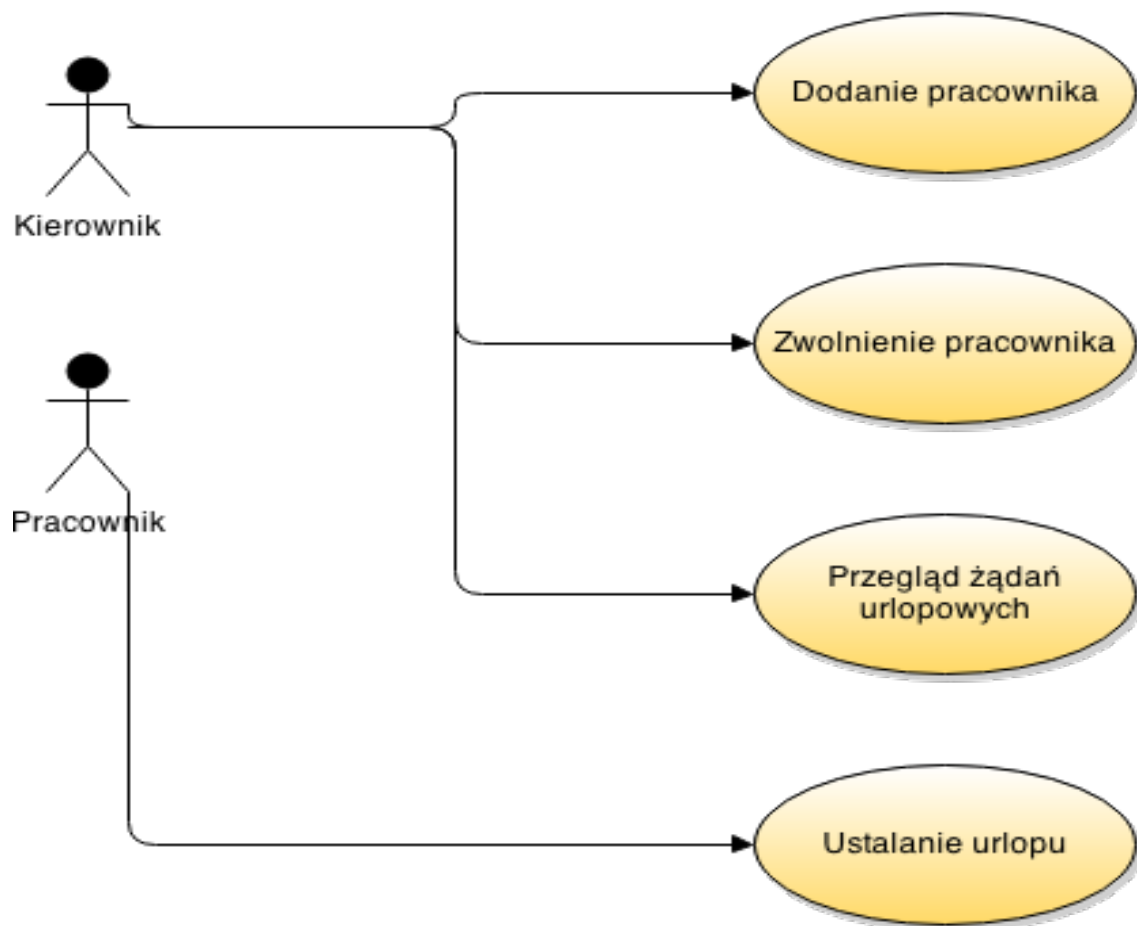 Dodanie pracownika
Kierownik
Zwolnienie pracownika
Pracownik
Przegląd żądań
urlopowych
Ustalanie urlopu